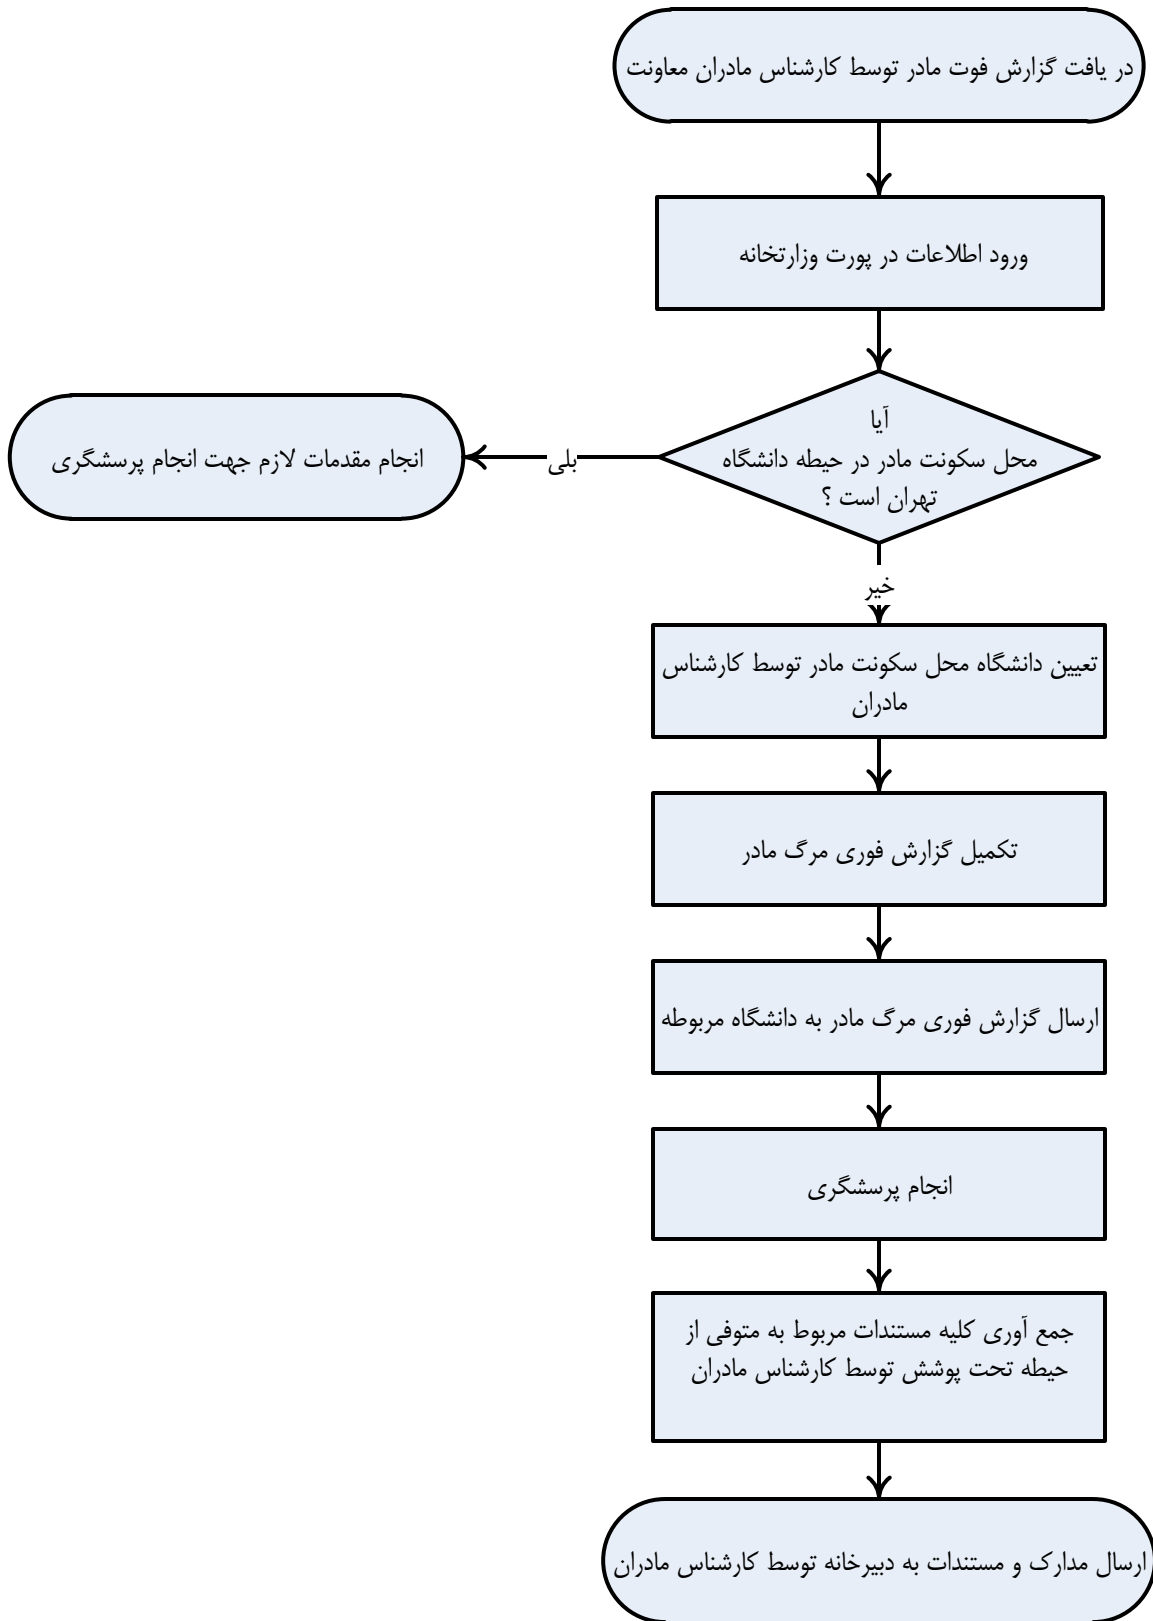 در یافت گزارش فوت مادر توسط کارشناس مادران معاونت
ورود اطلاعات در پورت وزارتخانه
آیا
محل سکونت مادر در حیطه دانشگاه
تهران است ؟
بلی
انجام مقدمات لازم جهت انجام پرسشگری
خیر
تعیین دانشگاه محل سکونت مادر توسط کارشناس
مادران
تکمیل گزارش فوری مرگ مادر
ارسال گزارش فوری مرگ مادر به دانشگاه مربوطه
انجام پرسشگری
جمع آوری کلیه مستندات مربوط به متوفی از
حیطه تحت پوشش توسط کارشناس مادران
ارسال مدارک و مستندات به دبیرخانه توسط کارشناس مادران